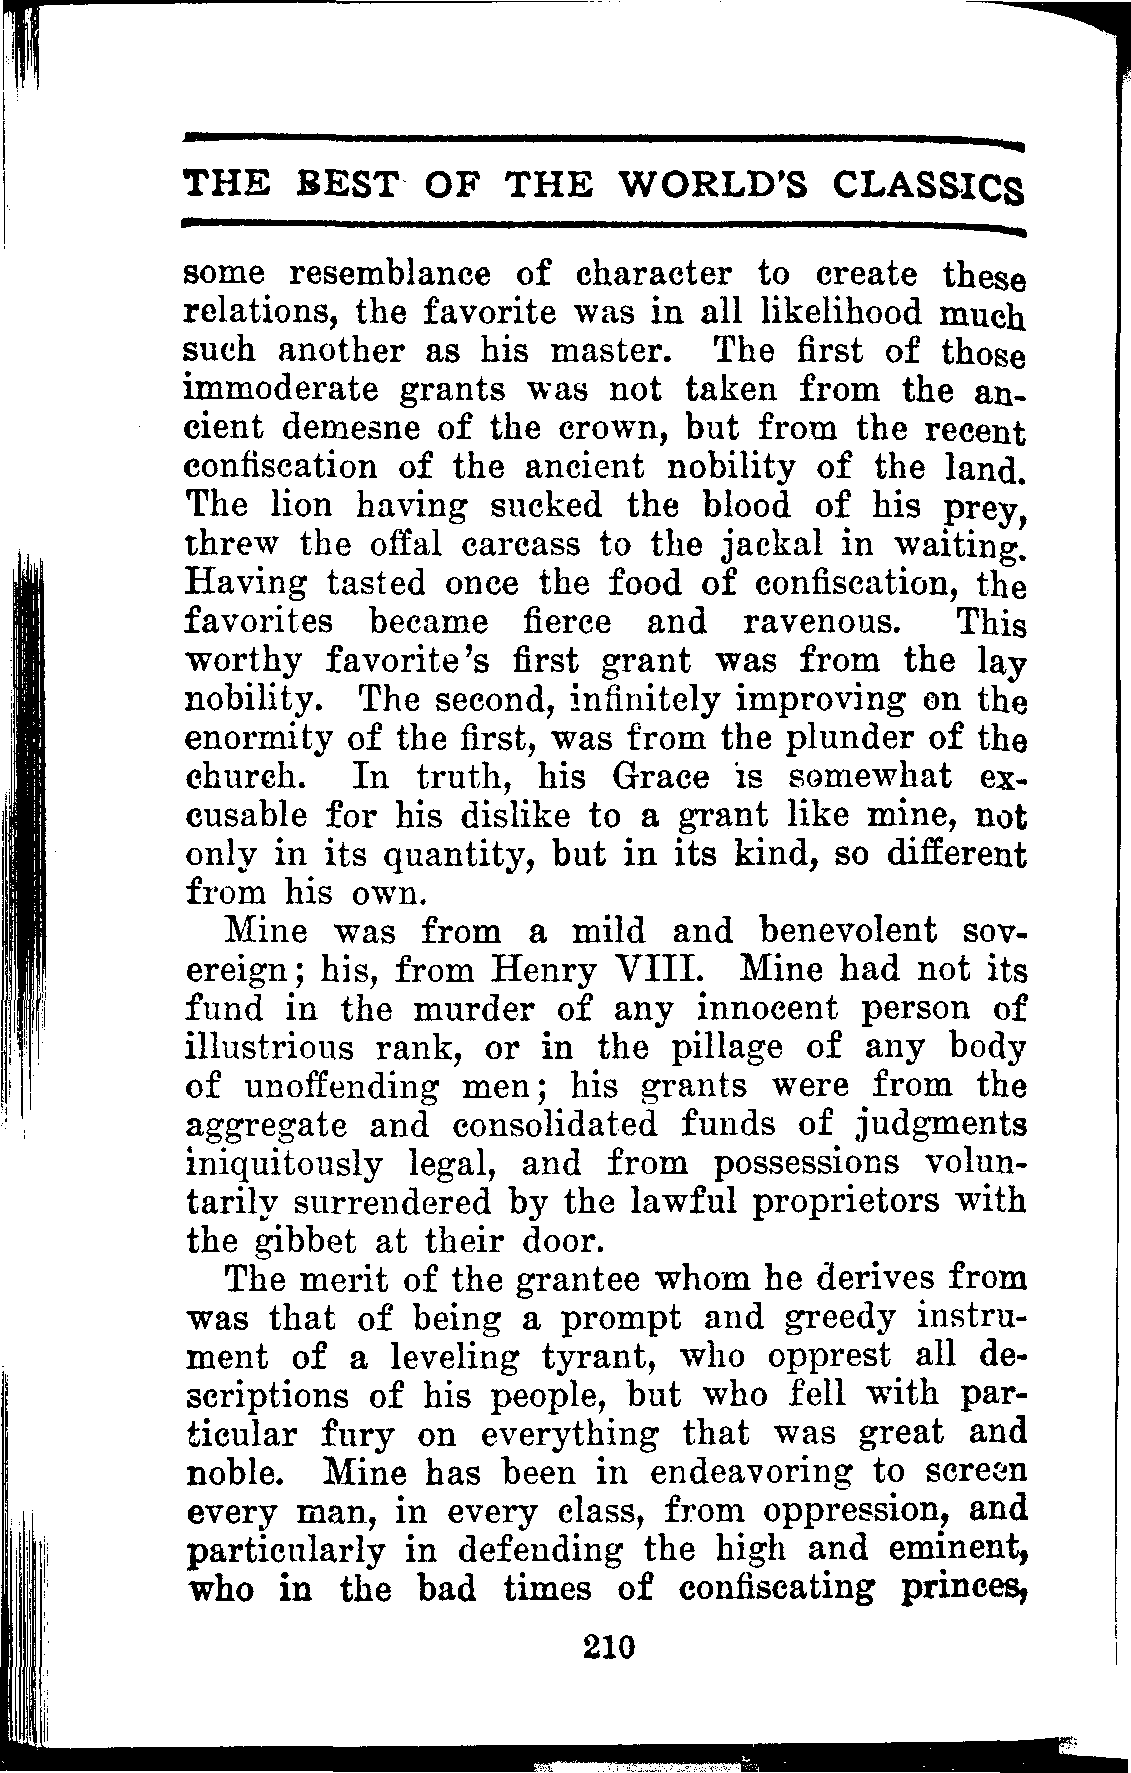 THE BEST OF THE WORLD'S CLASSICS
some resemblance of character to create these
relations, the favorite was in all likelihood much
such another as his master. The first of those
immoderate grants was not taken from the an-
cient demesne of the crown, but from the recent
confiscation of the ancient nobility of the land.
The lion having sucked the blood of his prey,
threw the offal carcass to the jackal in waiting.
Having tasted once the food of confiscation, the
favorites became fierce and ravenous. This
worthy favorite's first grant was from the lay
nobility. The second, infinitely improving on the
enormity of the first, was from the plunder of the
church. In truth, his Grace is somewhat ex-
cusable for his dislike to a grant like mine, not
only in its quantity, but in its kind, so different
from his own.
Mine was from a mild and benevolent sov-
ereign; his, from Henry VIII. Mine had not its
fund in the murder of any innocent person of
illustrious rank, or in the pillage of any body
of unoffending men; his grants were from the
aggregate and consolidated funds of judgments
iniquitously legal, and from possessions volun-
tarily surrendered by the lawful proprietors with
the gibbet at their door.
The merit of the grantee whom he derives from
was that of being a prompt and greedy instru-
ment of a leveling tyrant, who opprest all de-
scriptions of his people, but who fell with par-
ticular fury on everything that was great and
noble. Mine has been in endeavoring to screen
every man, in every class, from oppression, and
particularly in defending the high and eminent,
who in the bad times of confiscating princes,
210